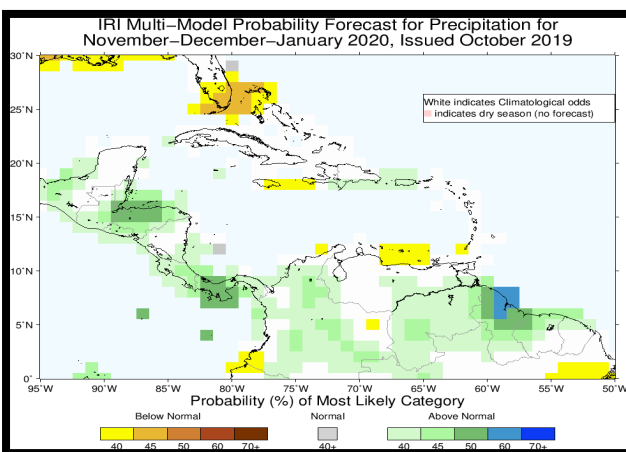 IRI Multi-Model Probability Forecast for Precipitation for
November-December-January 2020, Issued October 2019
30°N
25°N
20°N
15°N
10°N
5°N
0°
White indicates Climatological odds
indicates dry season (no forecast)
95°W 90°W 85°W 80°W 75°W 70°W 65°W 60°W 55°W 50°W
Probability (%) of Most Likely Category
Below Normal Normal Above Normal
40 45 50 60 70+ 40+ 40 45 50 60 70+